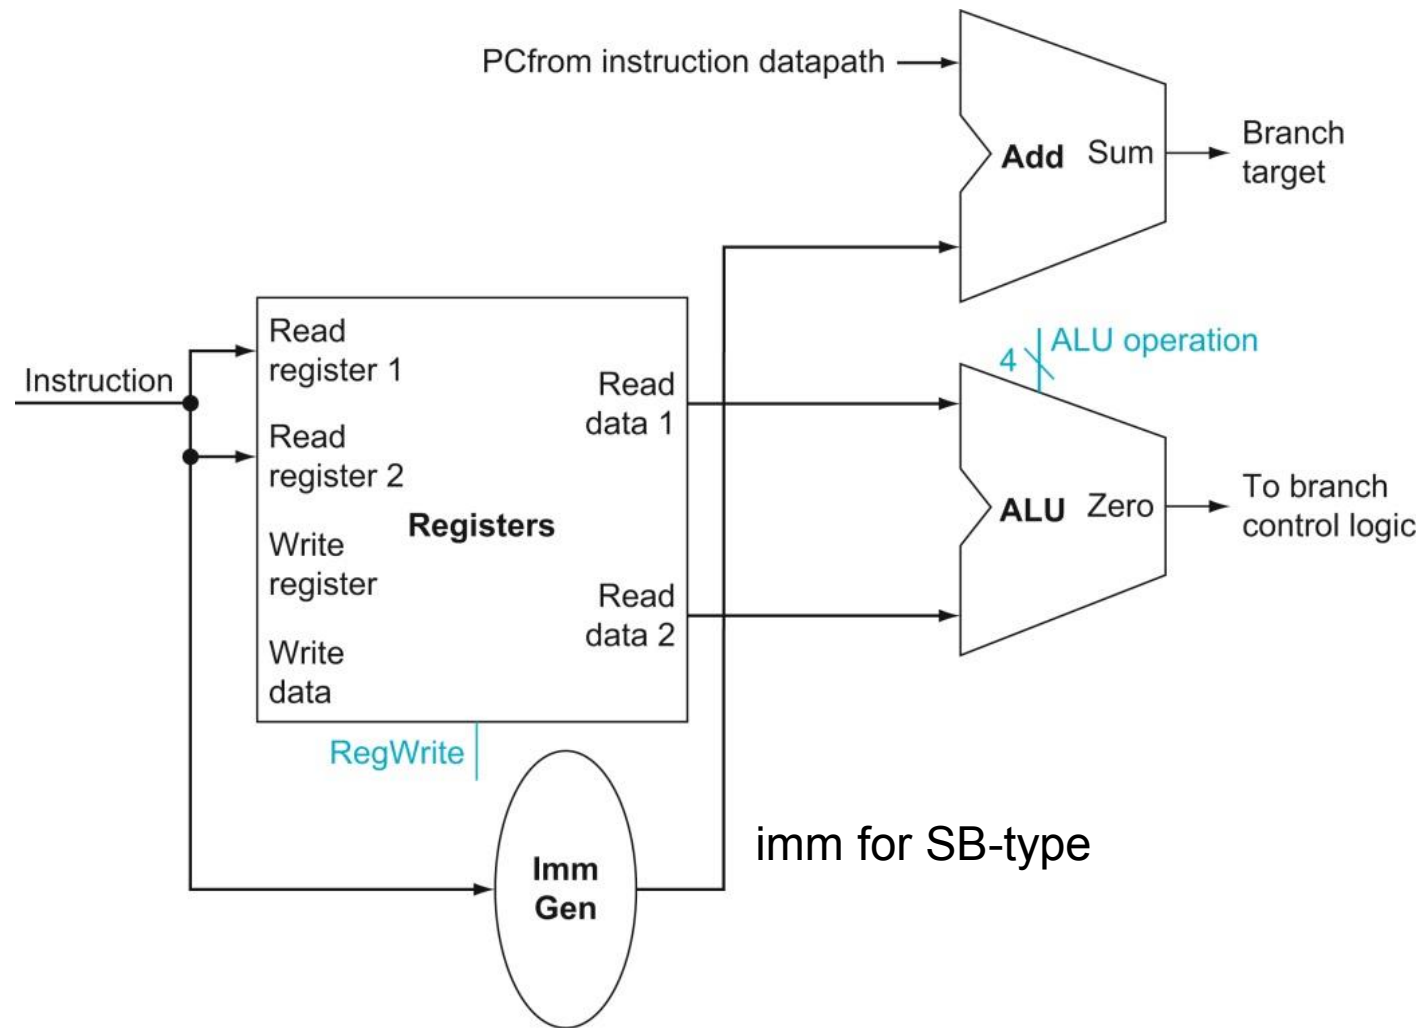 PCfrom instruction datapath
Add
Sum
Branch
target
Instruction
Read
register 1
Read
register 2
Write
register
Write
data
Registers
Read
data 1
Read
data 2
RegWrite
4
ALU operation
ALU
Zero
To branch
control logic
Imm
Gen
imm for SB-type